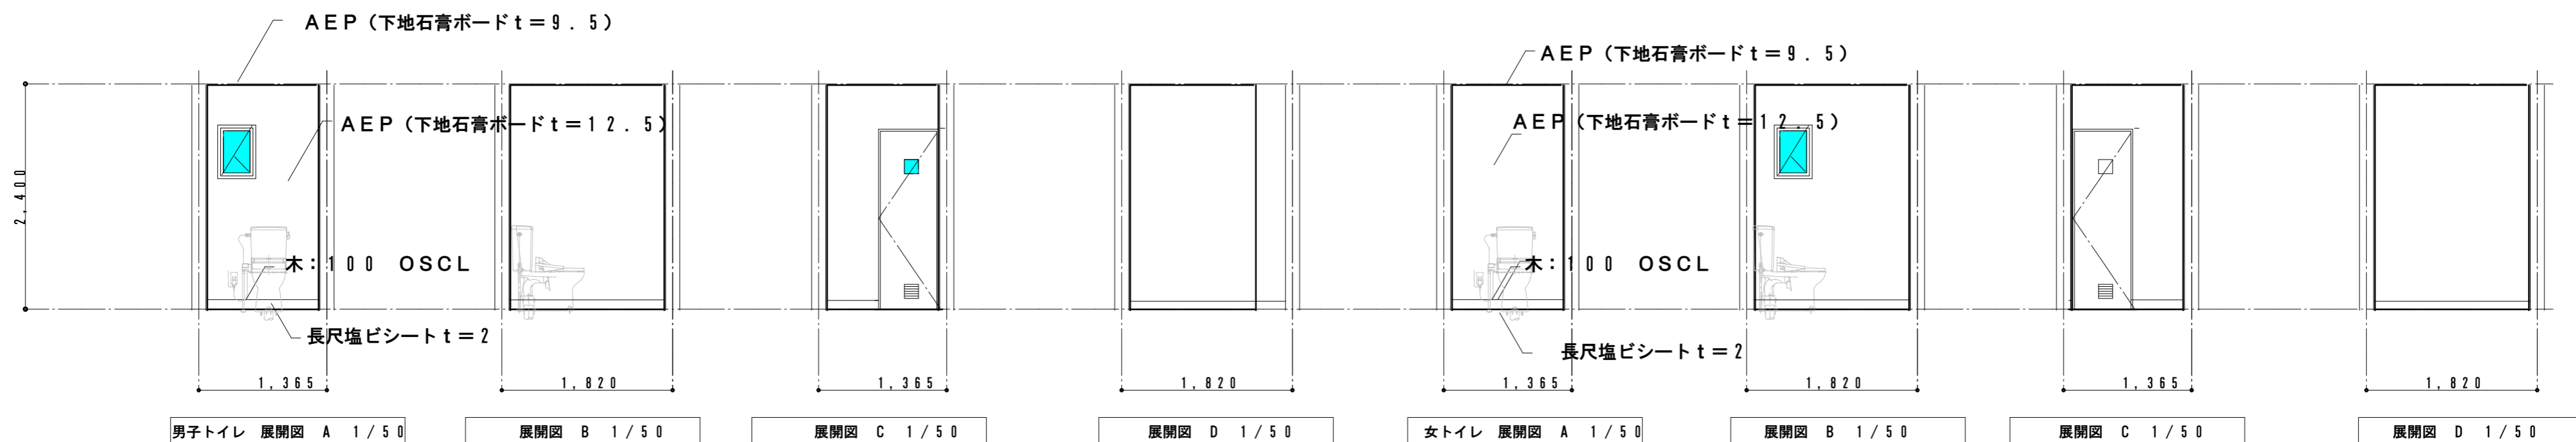 AEP（下地石膏ボードt=9.5）
AEP（下地石膏ボードt=9.5）
AEP（下地石膏ボードt=12.5）
AEP（下地石膏ボードt=12.5）
2,400
木：100　OSCL
木：100　OSCL
長尺塩ビシートt=2
長尺塩ビシートt=2
1,365
1,820
1,365
1,820
1,365
1,820
1,365
1,820
男子トイレ　展開図　A　1/50
展開図　B　1/50
展開図　C　1/50
展開図　D　1/50
女トイレ　展開図　A　1/50
展開図　B　1/50
展開図　C　1/50
展開図　D　1/50